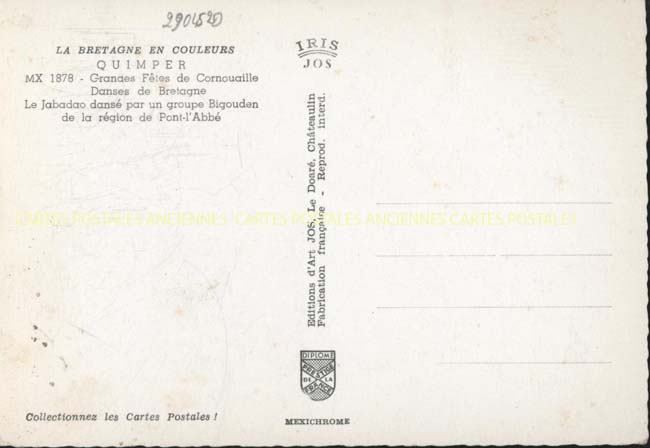 2904520
LA BRETAGNE EN COULEURS
QUIMPER
MX 1878 - Grandes Fêtes de Cornouaille
Danses de Bretagne
Le Jabadao dansé par un groupe Bigouden
de la région de Pont-l'Abbé
IRIS
JOS
CARTES POSTALES ANCIENNES CARTES POSTALES ANCIENNES CARTES POSTALES
Editions d'Art JOS, Le Doaré, Châteaulin
Fabrication française - Reprod. interd.
DIPLOME
PRESTIGE
DE LA
FRANCE
Collectionnez les Cartes Postales !
MEXICHROME